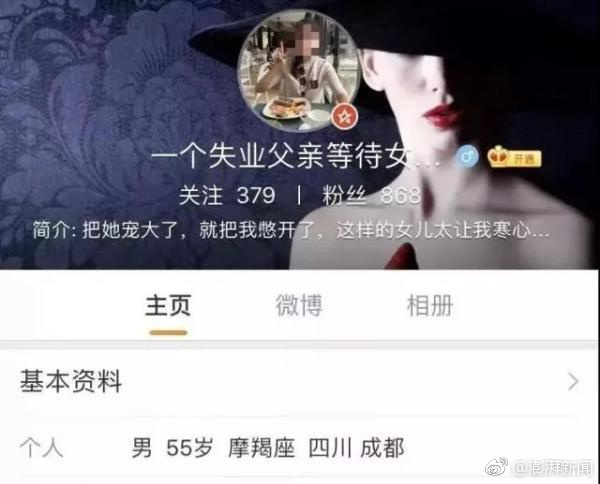 一个失业父亲等待女... 开通
关注 379 | 粉丝 868
简介: 把她宠大了，就把我憋开了，这样的女儿太让我寒心...
主页 微博 相册
基本资料
个人 男 55岁 摩羯座 四川 成都
@澎湃新闻